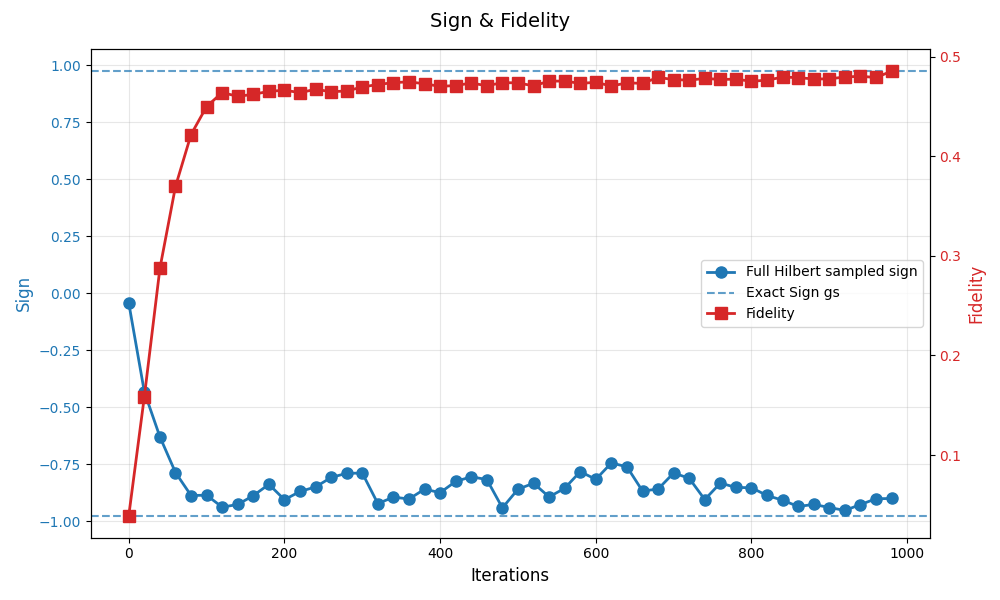 Sign & Fidelity
1.00
0.75
0.50
0.25
0.00
−0.25
−0.50
−0.75
−1.00
Sign
0.5
0.4
0.3
0.2
0.1
Fidelity
Full Hilbert sampled sign
Exact Sign gs
Fidelity
0 200 400 600 800 1000
Iterations